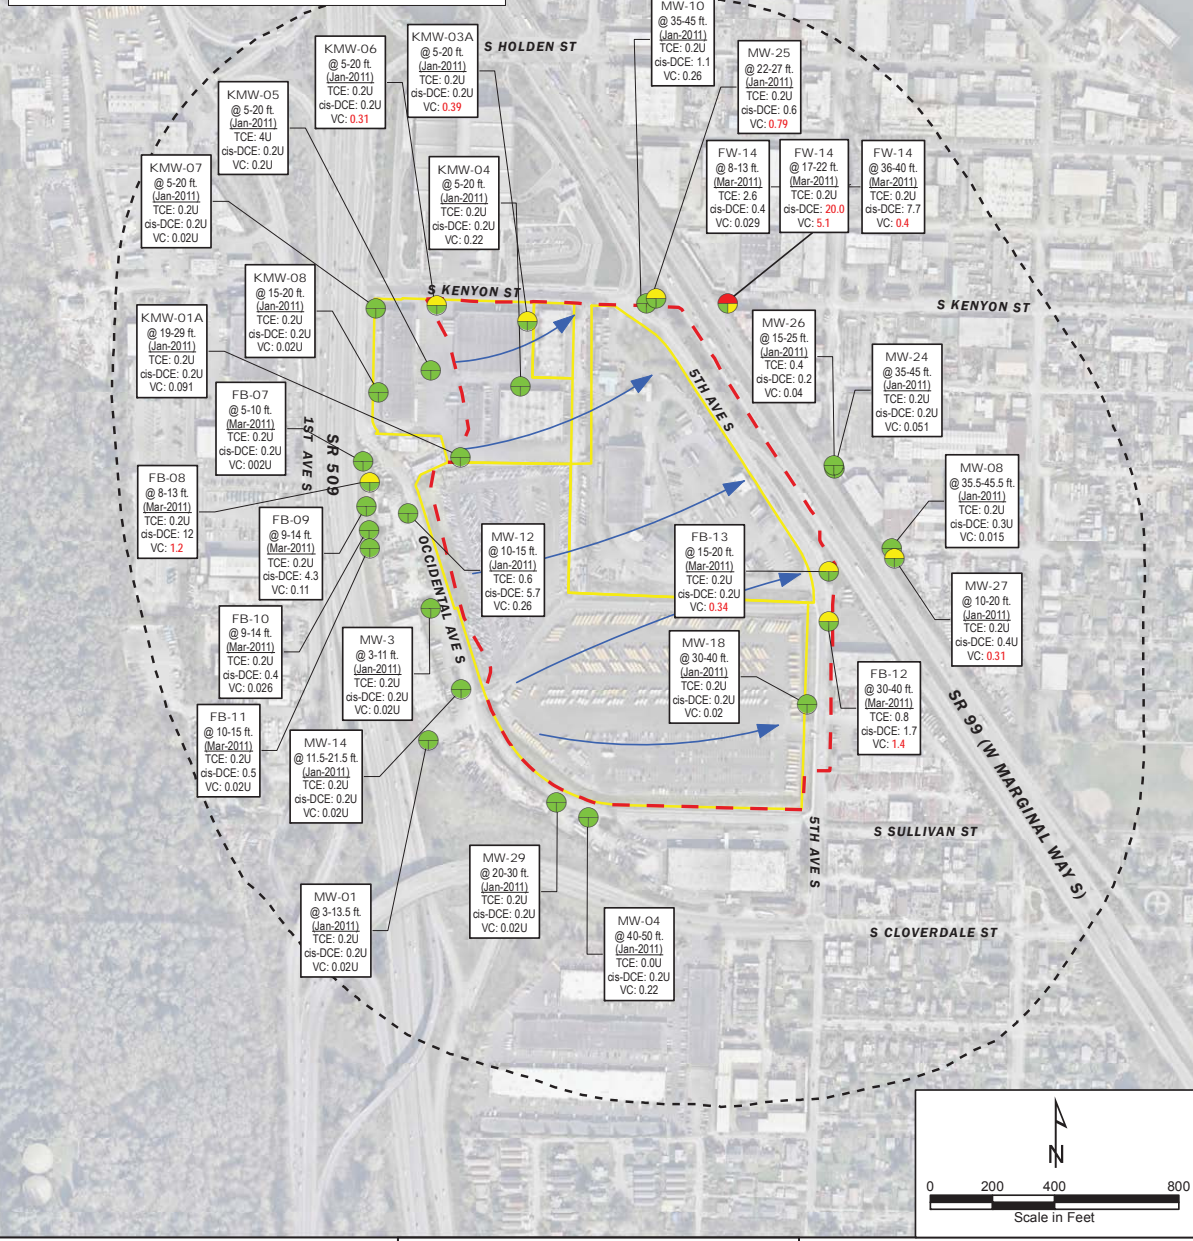 MW-10
@ 35-45 ft.
(Jan-2011)
TCE: 0.2U
cis-DCE: 1.1
VC: 0.26
KMW-03A
@ 5-20 ft.
(Jan-2011)
TCE: 0.2U
cis-DCE: 0.2U
VC: 0.39
S HOLDEN ST
KMW-06
@ 5-20 ft.
(Jan-2011)
TCE: 0.2U
cis-DCE: 0.2U
VC: 0.31
MW-25
@ 22-27 ft.
(Jan-2011)
TCE: 0.2U
cis-DCE: 0.6
VC: 0.79
KMW-05
@ 5-20 ft.
(Jan-2011)
TCE: 4U
cis-DCE: 0.2U
VC: 0.2U
KMW-07
@ 5-20 ft.
(Jan-2011)
TCE: 0.2U
cis-DCE: 0.2U
VC: 0.02U
KMW-04
@ 5-20 ft.
(Jan-2011)
TCE: 0.2U
cis-DCE: 0.2U
VC: 0.22
FW-14
@ 8-13 ft.
(Mar-2011)
TCE: 2.6
cis-DCE: 0.4
VC: 0.029
FW-14
@ 17-22 ft.
(Mar-2011)
TCE: 0.2U
cis-DCE: 20.0
VC: 5.1
FW-14
@ 36-40 ft.
(Mar-2011)
TCE: 0.2U
cis-DCE: 7.7
VC: 0.4
KMW-08
@ 15-20 ft.
(Jan-2011)
TCE: 0.2U
cis-DCE: 0.2U
VC: 0.02U
S KENYON ST
S KENYON ST
KMW-01A
@ 19-29 ft.
(Jan-2011)
TCE: 0.2U
cis-DCE: 0.2U
VC: 0.091
MW-26
@ 15-25 ft.
(Jan-2011)
TCE: 0.4
cis-DCE: 0.2
VC: 0.04
MW-24
@ 35-45 ft.
(Jan-2011)
TCE: 0.2U
cis-DCE: 0.2U
VC: 0.051
5TH AVE S
FB-07
@ 5-10 ft.
(Mar-2011)
TCE: 0.2U
cis-DCE: 0.2U
VC: 002U
1ST AVE S
SR 509
FB-08
@ 8-13 ft.
(Mar-2011)
TCE: 0.2U
cis-DCE: 12
VC: 1.2
MW-08
@ 35.5-45.5 ft.
(Jan-2011)
TCE: 0.2U
cis-DCE: 0.3U
VC: 0.015
FB-09
@ 9-14 ft.
(Mar-2011)
TCE: 0.2U
cis-DCE: 4.3
VC: 0.11
OCCIDENTAL AVE S
MW-12
@ 10-15 ft.
(Jan-2011)
TCE: 0.6
cis-DCE: 5.7
VC: 0.26
FB-13
@ 15-20 ft.
(Mar-2011)
TCE: 0.2U
cis-DCE: 0.2U
VC: 0.34
MW-27
@ 10-20 ft.
(Jan-2011)
TCE: 0.2U
cis-DCE: 0.4U
VC: 0.31
FB-10
@ 9-14 ft.
(Mar-2011)
TCE: 0.2U
cis-DCE: 0.4
VC: 0.026
MW-3
@ 3-11 ft.
(Jan-2011)
TCE: 0.2U
cis-DCE: 0.2U
VC: 0.02U
MW-18
@ 30-40 ft.
(Jan-2011)
TCE: 0.2U
cis-DCE: 0.2U
VC: 0.02
FB-12
@ 30-40 ft.
(Mar-2011)
TCE: 0.8
cis-DCE: 1.7
VC: 1.4
SR 99 (W MARGINAL WAY S)
FB-11
@ 10-15 ft.
(Mar-2011)
TCE: 0.2U
cis-DCE: 0.5
VC: 0.02U
MW-14
@ 11.5-21.5 ft.
(Jan-2011)
TCE: 0.2U
cis-DCE: 0.2U
VC: 0.02U
5TH AVE S
S SULLIVAN ST
MW-29
@ 20-30 ft.
(Jan-2011)
TCE: 0.2U
cis-DCE: 0.2U
VC: 0.02U
MW-01
@ 3-13.5 ft.
(Jan-2011)
TCE: 0.2U
cis-DCE: 0.2U
VC: 0.02U
MW-04
@ 40-50 ft.
(Jan-2011)
TCE: 0.0U
cis-DCE: 0.2U
VC: 0.22
S CLOVERDALE ST
N
0 200 400 800
Scale in Feet